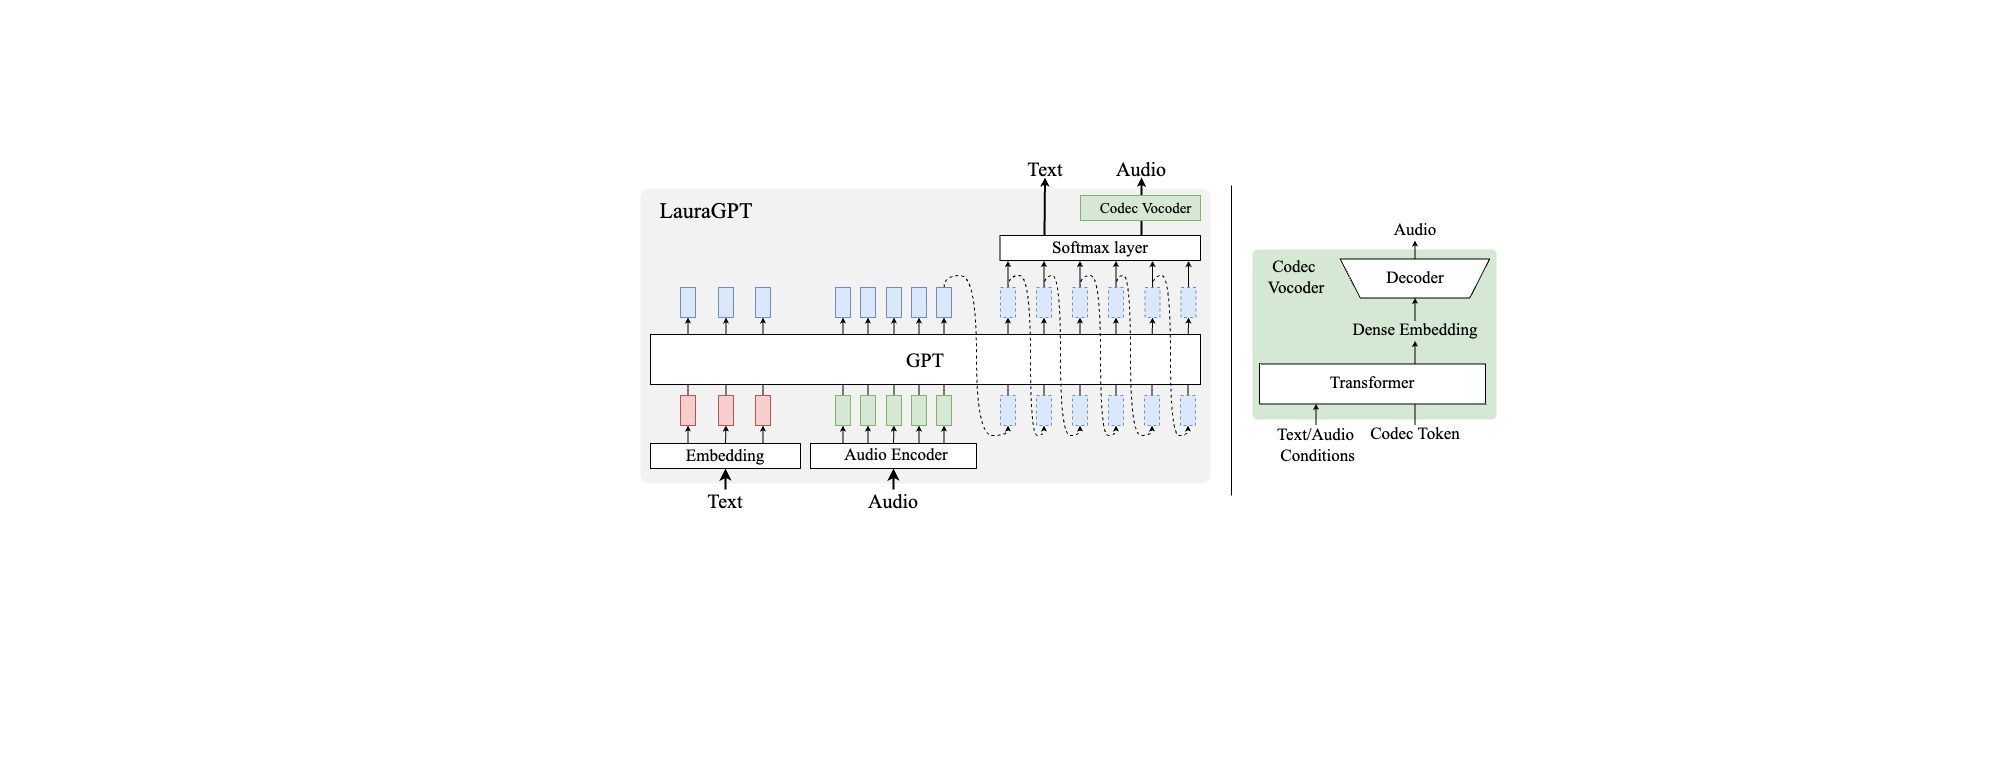 Text
Audio
LauraGPT
Codec Vocoder
Softmax layer
GPT
Embedding
Audio Encoder
Text
Audio
Audio
Codec
Vocoder
Decoder
Dense Embedding
Transformer
Text/Audio
Conditions
Codec Token